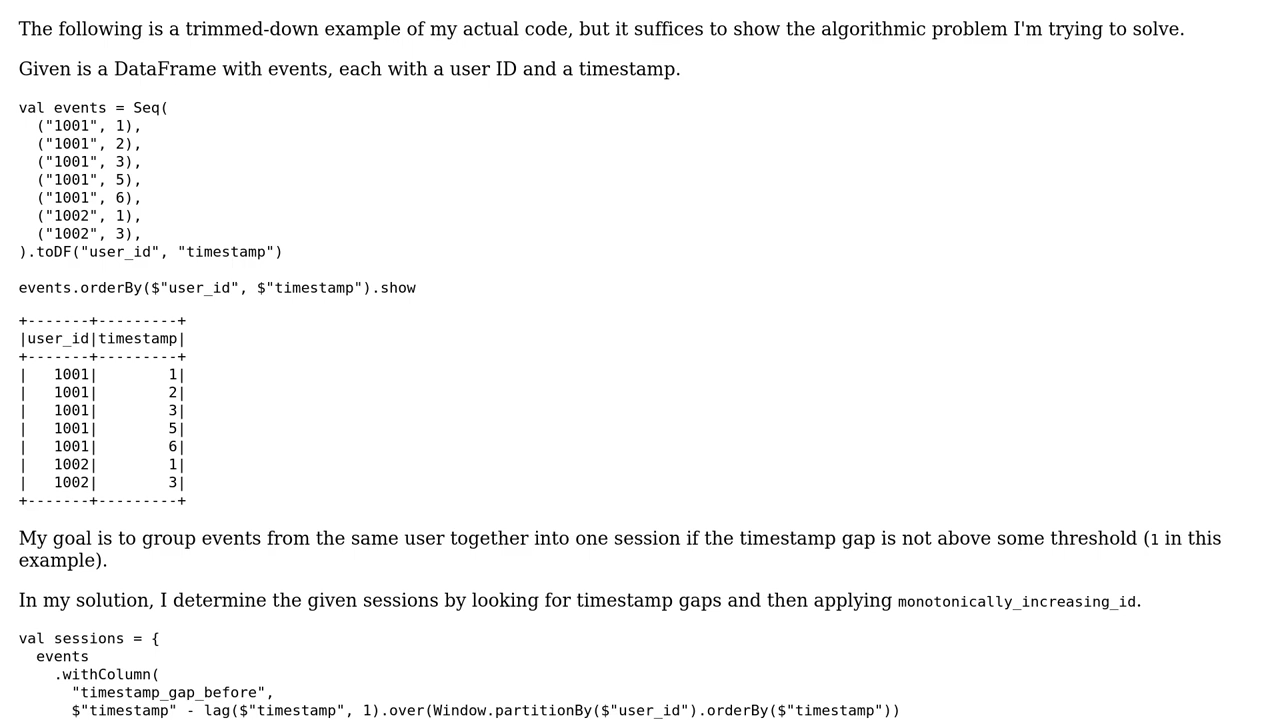 The following is a trimmed-down example of my actual code, but it suffices to show the algorithmic problem I'm trying to solve.
Given is a DataFrame with events, each with a user ID and a timestamp.
val events = Seq(
  ("1001", 1),
  ("1001", 2),
  ("1001", 3),
  ("1001", 5),
  ("1001", 6),
  ("1002", 1),
  ("1002", 3),
).toDF("user_id", "timestamp")
events.orderBy($"user_id", $"timestamp").show
+-------+---------+
|user_id|timestamp|
+-------+---------+
|   1001|        1|
|   1001|        2|
|   1001|        3|
|   1001|        5|
|   1001|        6|
|   1002|        1|
|   1002|        3|
+-------+---------+
My goal is to group events from the same user together into one session if the timestamp gap is not above some threshold (1 in this
example).
In my solution, I determine the given sessions by looking for timestamp gaps and then applying monotonically_increasing_id.
val sessions = {
  events
    .withColumn(
      "timestamp_gap_before",
      $"timestamp" - lag($"timestamp", 1).over(Window.partitionBy($"user_id").orderBy($"timestamp"))